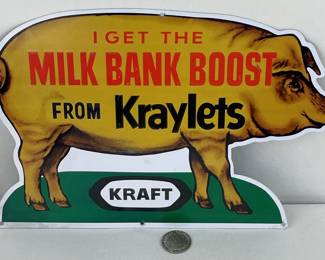 I GET THE
MILK BANK BOOST
FROM Kraylets
KRAFT